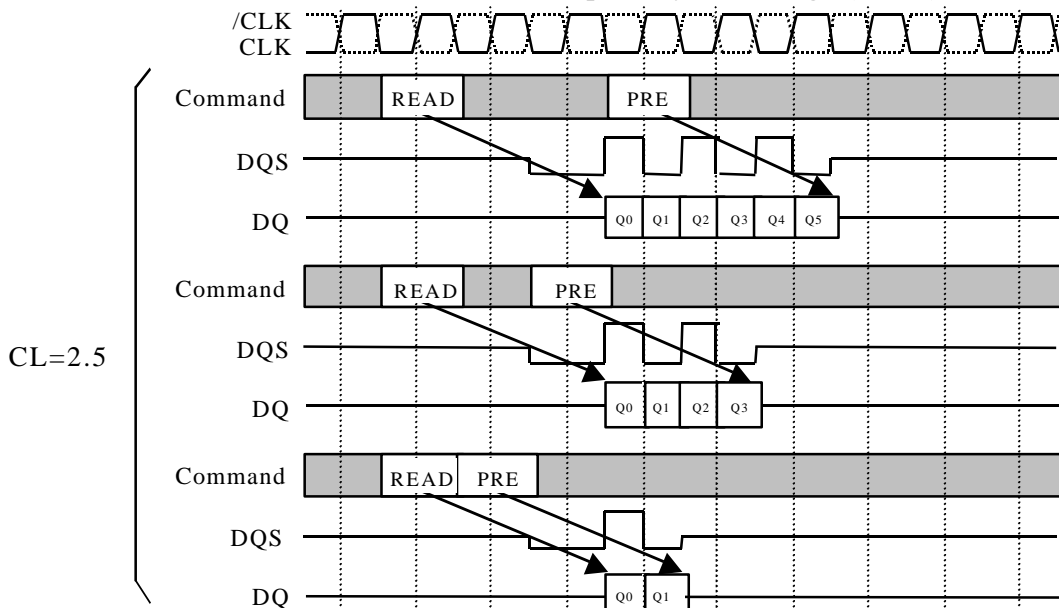 /CLK
CLK
Command READ PRE
DQS
DQ Q0 Q1 Q2 Q3 Q4 Q5
Command READ PRE
CL=2.5
DQS
DQ Q0 Q1 Q2 Q3
Command READ PRE
DQS
DQ Q0 Q1